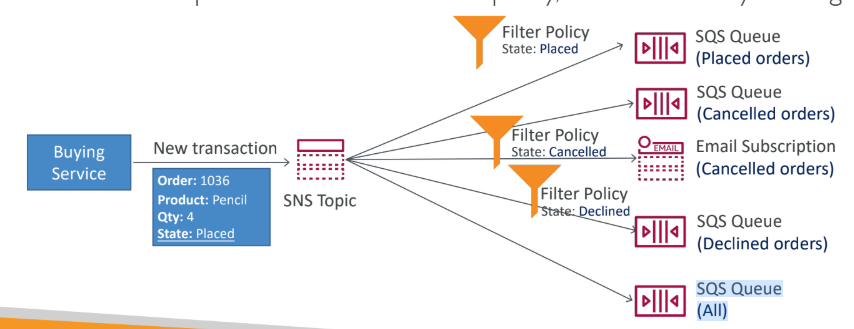 Filter Policy
State: Placed
SQS Queue
(Placed orders)
SQS Queue
(Cancelled orders)
Buying
Service
New transaction
Order: 1036
Product: Pencil
Qty: 4
State: Placed
SNS Topic
Filter Policy
State: Cancelled
EMAIL
Email Subscription
(Cancelled orders)
Filter Policy
State: Declined
SQS Queue
(Declined orders)
SQS Queue
(All)